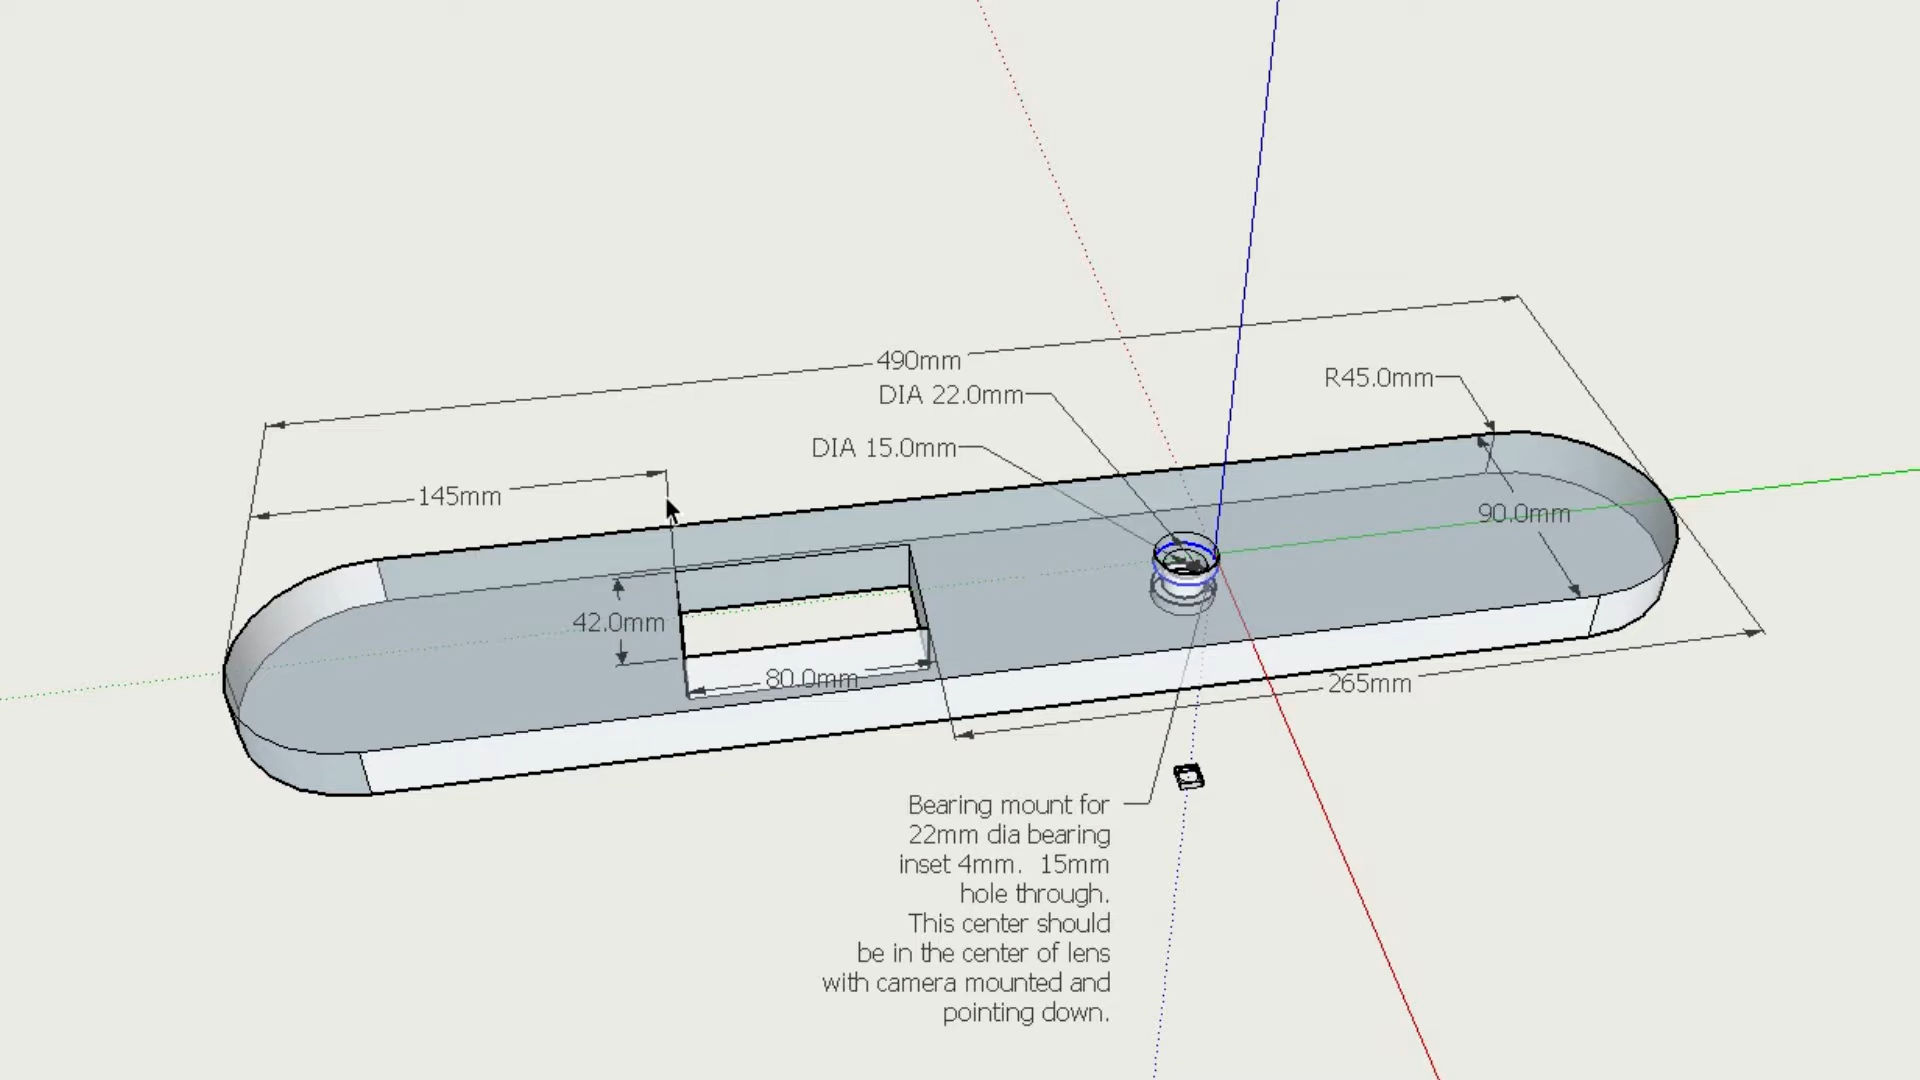 490mm
R45.0mm
DIA 22.0mm
DIA 15.0mm
145mm
90.0mm
42.0mm
80.0mm
265mm
Bearing mount for
22mm dia bearing
inset 4mm. 15mm
hole through.
This center should
be in the center of lens
with camera mounted and
pointing down.